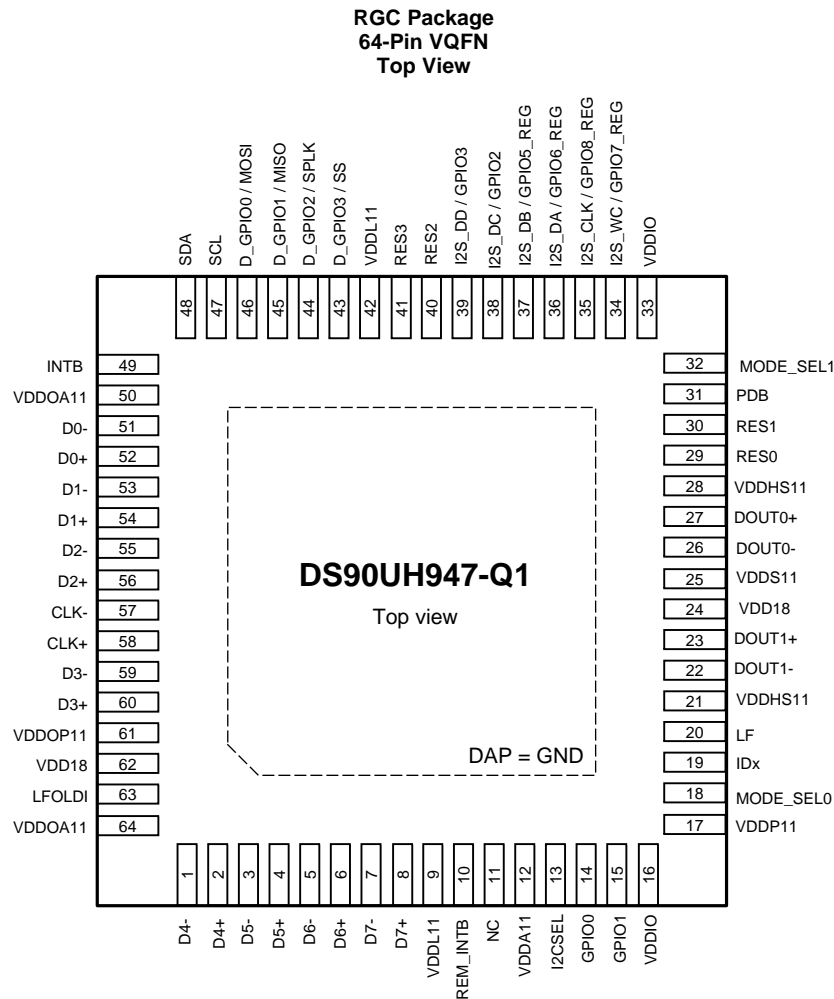 RGC Package
64-Pin VQFN
Top View
SDA
SCL
D_GPIO0 / MOSI
D_GPIO1 / MISO
D_GPIO2 / SPLK
D_GPIO3 / SS
VDDL11
RES3
RES2
I2S_DD / GPIO3
I2S_DC / GPIO2
I2S_DB / GPIO5_REG
I2S_DA / GPIO6_REG
I2S_CLK / GPIO8_REG
I2S_WC / GPIO7_REG
VDDIO
48 47 46 45 44 43 42 41 40 39 38 37 36 35 34 33
INTB 49
VDDOA11 50
D0- 51
D0+ 52
D1- 53
D1+ 54
D2- 55
D2+ 56
CLK- 57
CLK+ 58
D3- 59
D3+ 60
VDDOP11 61
VDD18 62
LFOLDI 63
VDDOA11 64
DS90UH947-Q1
Top view
DAP = GND
32 MODE_SEL1
31 PDB
30 RES1
29 RES0
28 VDDHS11
27 DOUT0+
26 DOUT0-
25 VDDS11
24 VDD18
23 DOUT1+
22 DOUT1-
21 VDDHS11
20 LF
19 IDx
18 MODE_SEL0
17 VDDP11
1 2 3 4 5 6 7 8 9 10 11 12 13 14 15 16
D4-
D4+
D5-
D5+
D6-
D6+
D7-
D7+
VDDL11
REM_INTB
NC
VDDA11
I2CSEL
GPIO0
GPIO1
VDDIO